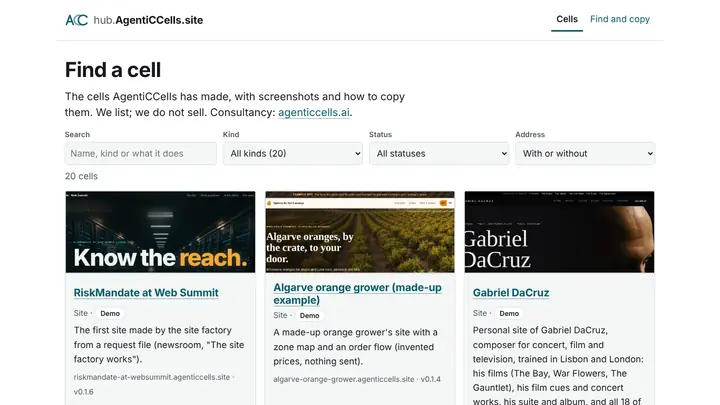 ACC hub.AgentiCCells.site
Cells
Find and copy
Find a cell
The cells AgentiCCells has made, with screenshots and how to copy
them. We list; we do not sell. Consultancy: agenticcells.ai.
Search
Kind
Status
Address
Name, kind or what it does
All kinds (20)
All statuses
With or without
20 cells
Know the reach.
RiskMandate at Web Summit
Site · Demo
The first site made by the site factory
from a request file (newsroom, "The site
factory works").
riskmandate-at-websummit.agenticcells.site ·
v0.1.6
Algarve oranges, by
the crate, to your
door.
Algarve orange grower (made-up
example)
Site · Demo
A made-up orange grower's site with a
zone map and an order flow (invented
prices, nothing sent).
algarve-orange-grower.agenticcells.site · v0.1.4
Gabriel
DaCruz
Gabriel DaCruz
Site · Demo
Personal site of Gabriel DaCruz,
composer for concert, film and
television, trained in Lisbon and London:
his films (The Bay, War Flowers, The
Gauntlet), his film cues and concert
works, his suite and album, and all 18 of